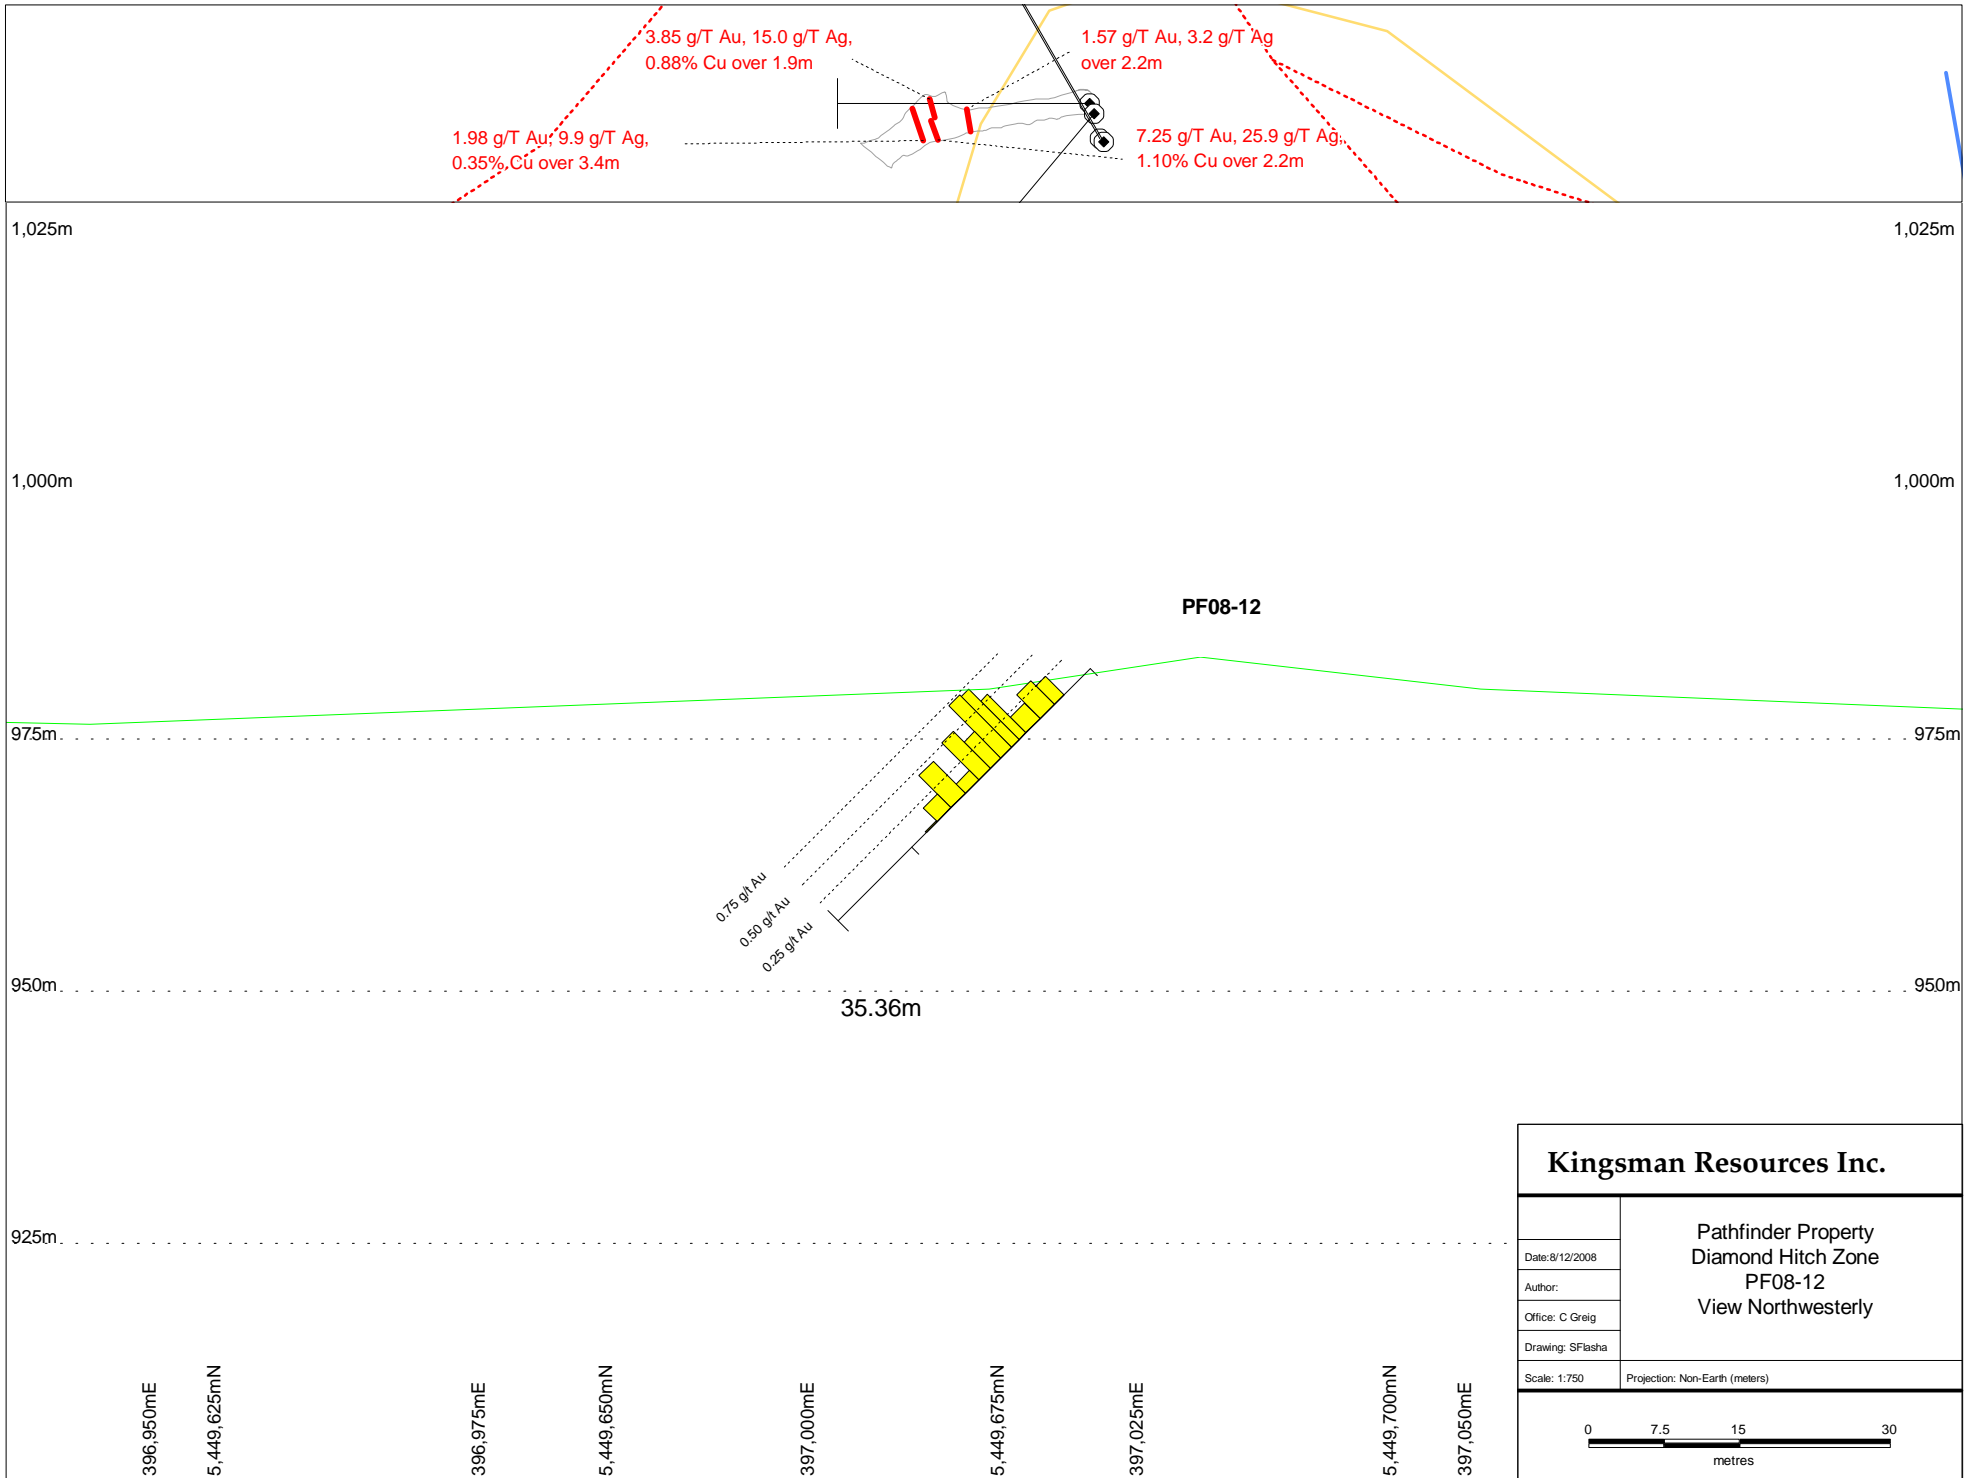 3.85 g/T Au, 15.0 g/T Ag,
0.88% Cu over 1.9m
1.57 g/T Au, 3.2 g/T Ag
over 2.2m
1.98 g/T Au, 9.9 g/T Ag,
0.35% Cu over 3.4m
7.25 g/T Au, 25.9 g/T Ag,
1.10% Cu over 2.2m
1,025m
1,025m
1,000m
1,000m
PF08-12
975m
975m
0.75 g/t Au
0.50 g/t Au
0.25 g/t Au
950m
950m
35.36m
925m
Kingsman Resources Inc.
Pathfinder Property
Diamond Hitch Zone
PF08-12
View Northwesterly
Date:8/12/2008
Author:
Office: C Greig
Drawing: SFlasha
Scale: 1:750
Projection: Non-Earth (meters)
0 7.5 15 30
metres
396,950mE
5,449,625mN
396,975mE
5,449,650mN
397,000mE
5,449,675mN
397,025mE
5,449,700mN
397,050mE